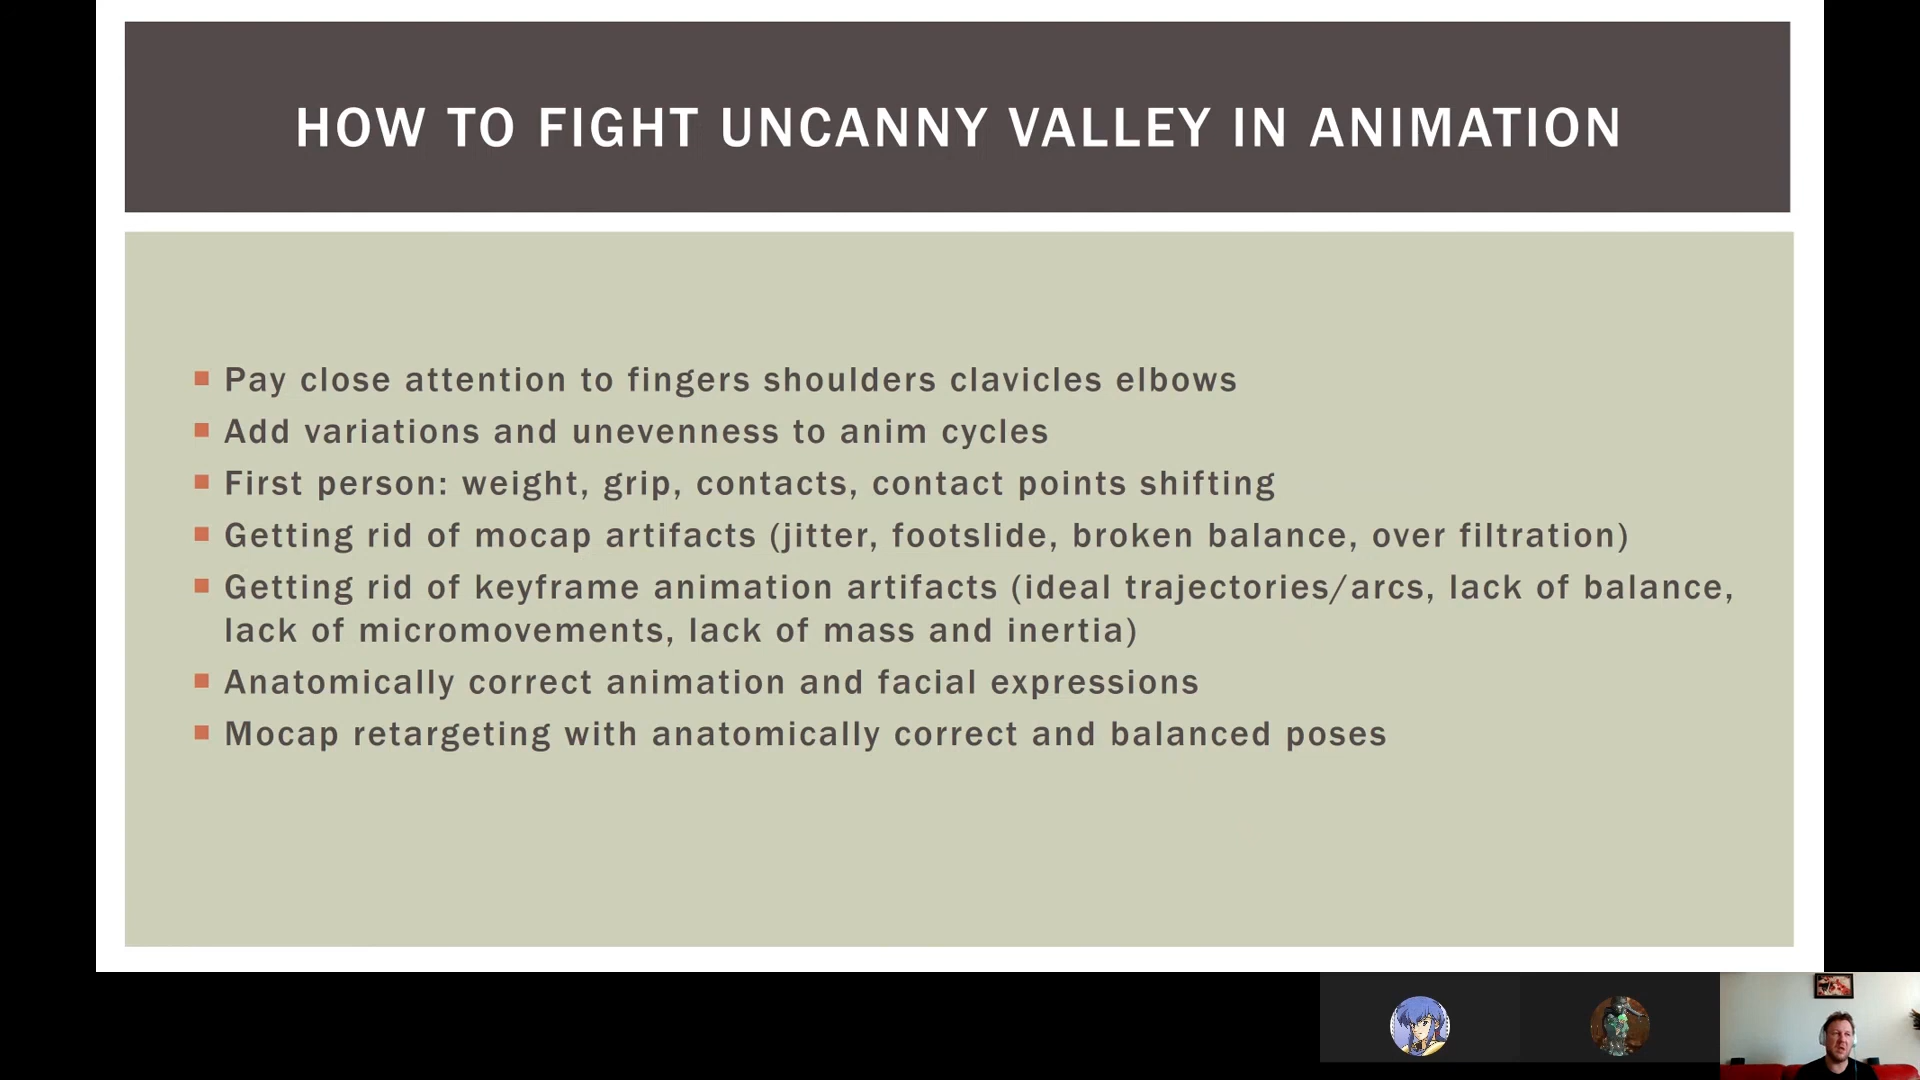 HOW TO FIGHT UNCANNY VALLEY IN ANIMATION
Pay close attention to fingers shoulders clavicles elbows
Add variations and unevenness to anim cycles
First person: weight, grip, contacts, contact points shifting
Getting rid of mocap artifacts (jitter, footslide, broken balance, over filtration)
Getting rid of keyframe animation artifacts (ideal trajectories/arcs, lack of balance,
lack of micromovements, lack of mass and inertia)
Anatomically correct animation and facial expressions
Mocap retargeting with anatomically correct and balanced poses